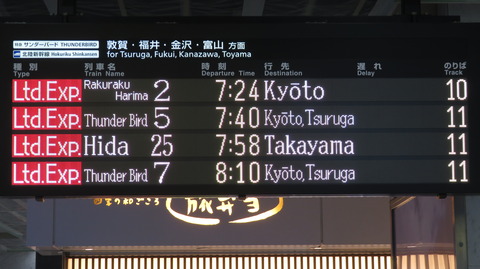 特急 サンダーバード THUNDERBIRD
北陸新幹線 Hokuriku Shinkansen
敦賀・福井・金沢・富山 方面
for Tsuruga, Fukui, Kanazawa, Toyama
種別 列車名 時刻 行先 遅れ のりば
Type Train Name Departure Time Destination Delay Track
Ltd.Exp. Rakuraku Harima 2 7:24 Kyōto 10
Ltd.Exp. Thunder Bird 5 7:40 Kyōto,Tsuruga 11
Ltd.Exp. Hida 25 7:58 Takayama 11
Ltd.Exp. Thunder Bird 7 8:10 Kyōto,Tsuruga 11
旅弁当